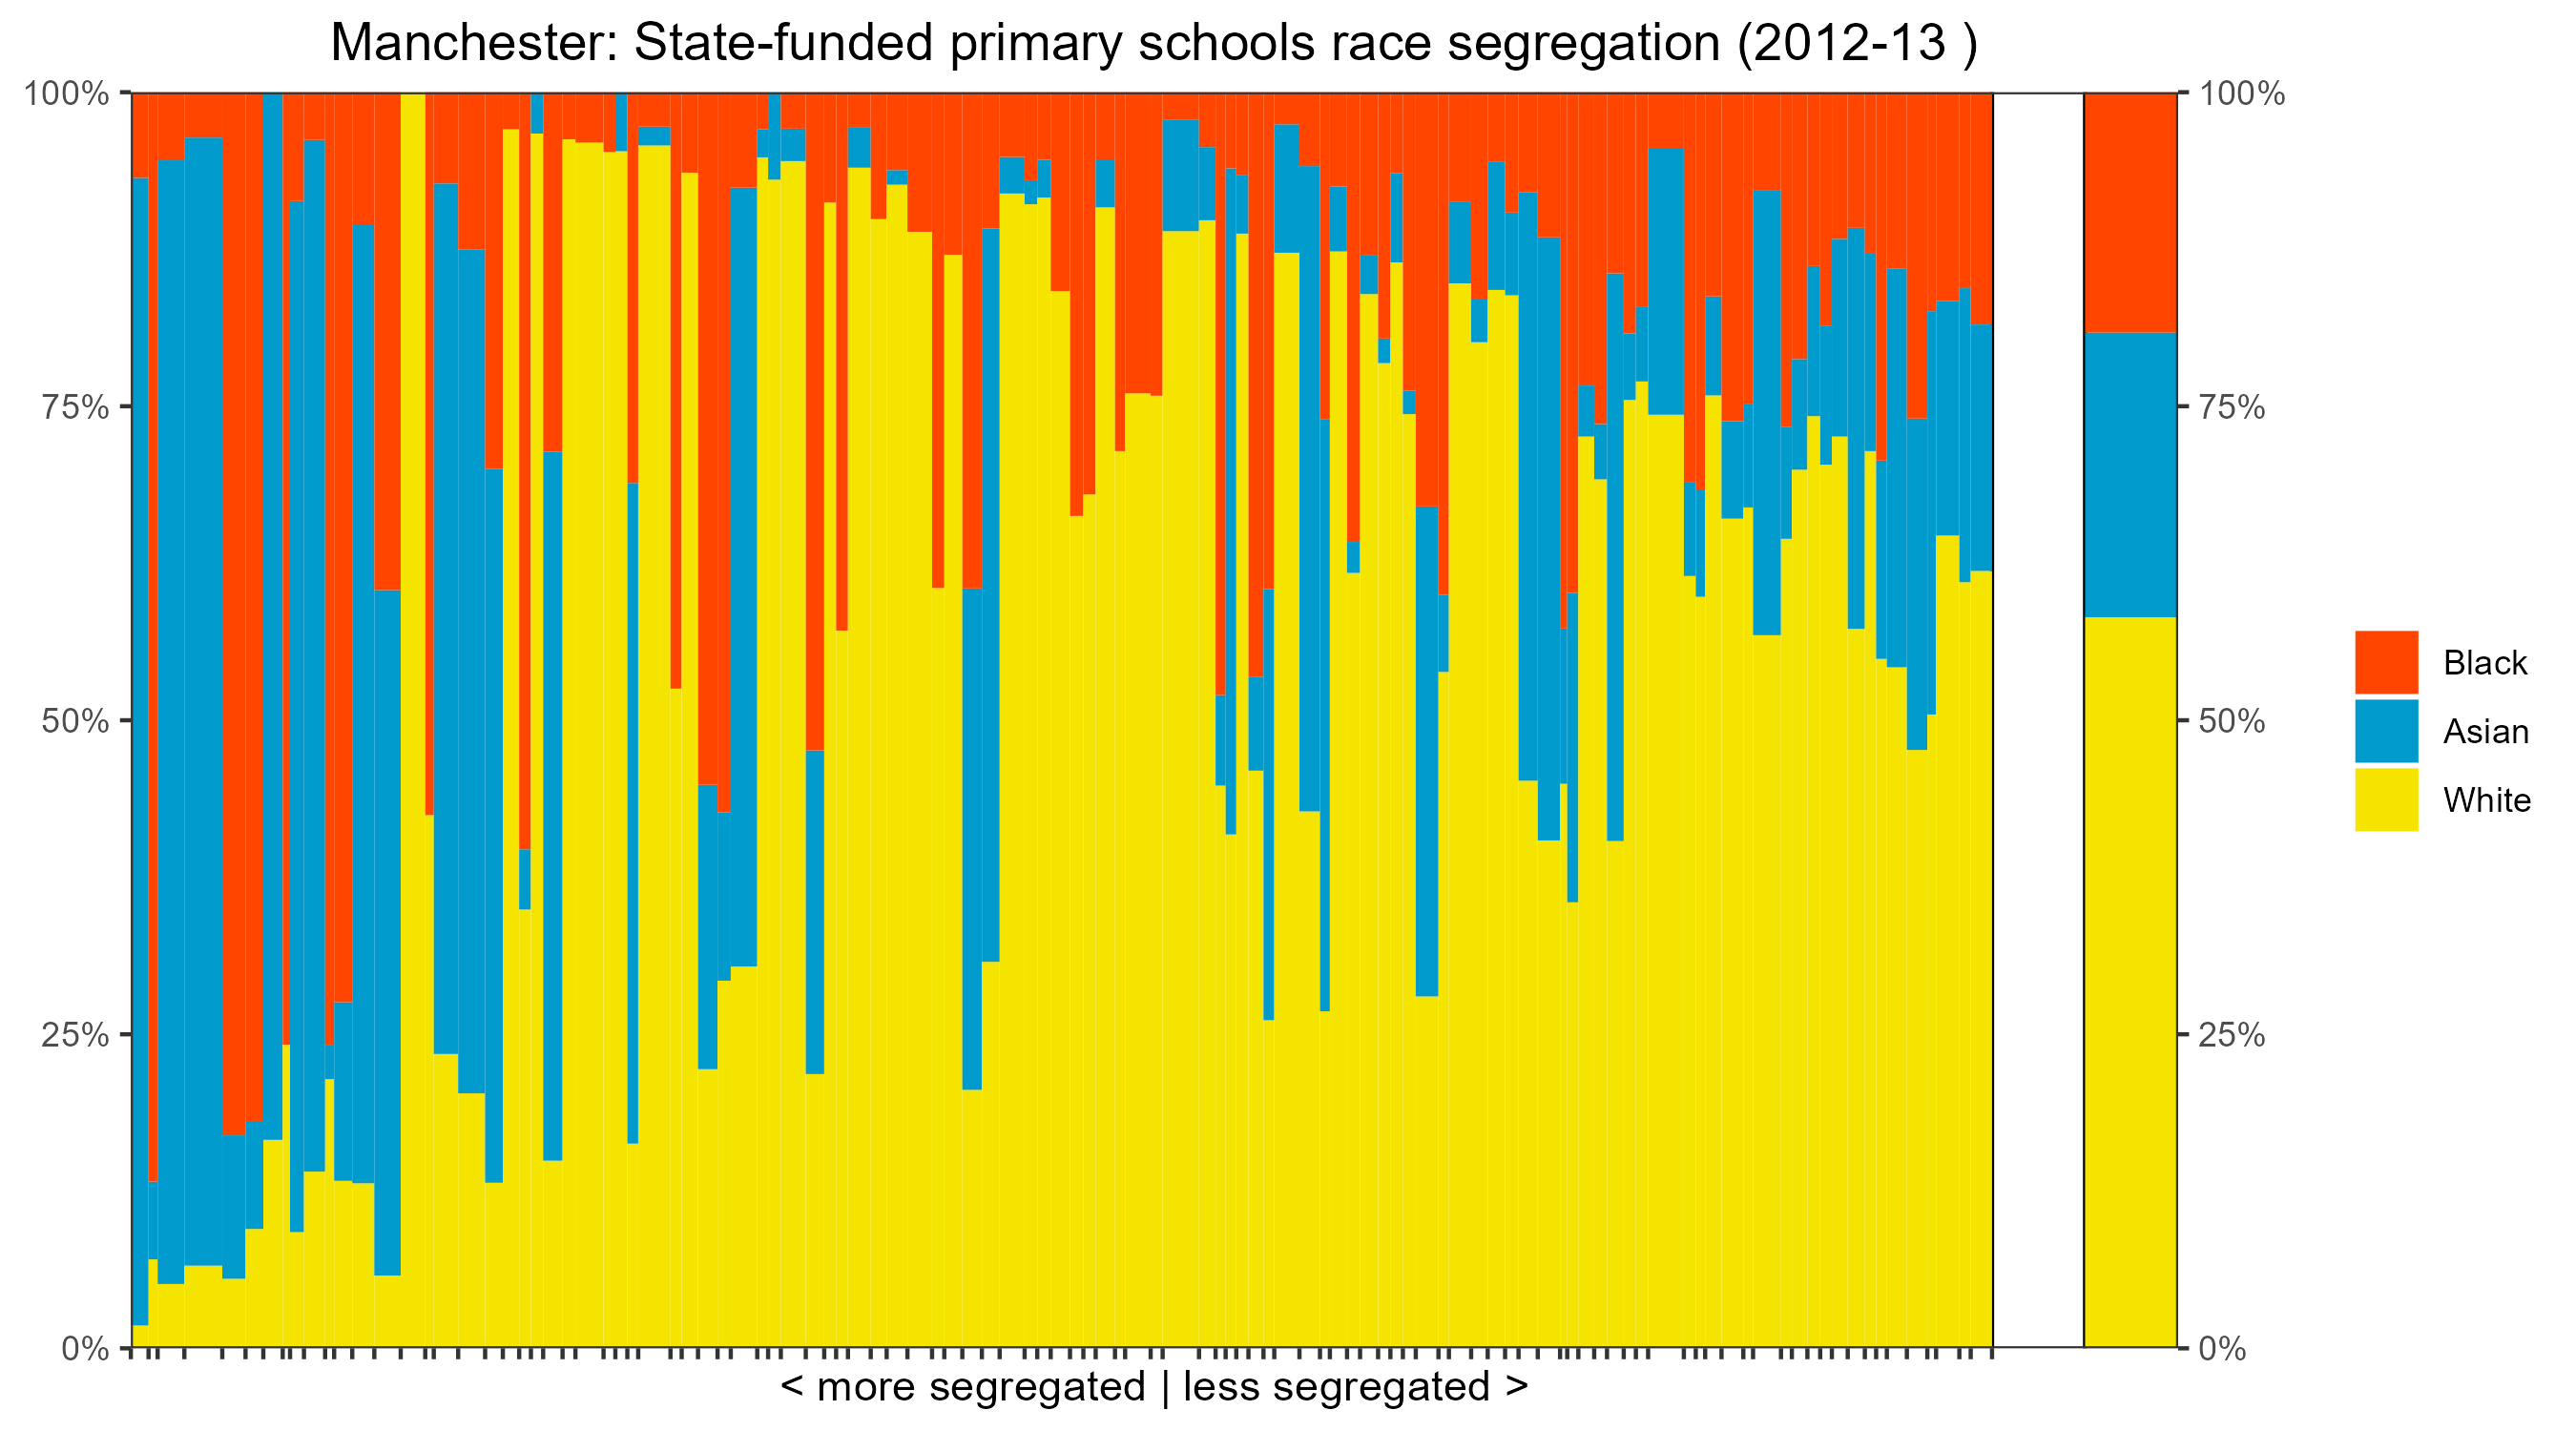 Manchester: State-funded primary schools race segregation (2012-13 )
100%
75%
50%
25%
0%
100%
75%
50%
25%
0%
Black
Asian
White
< more segregated | less segregated >